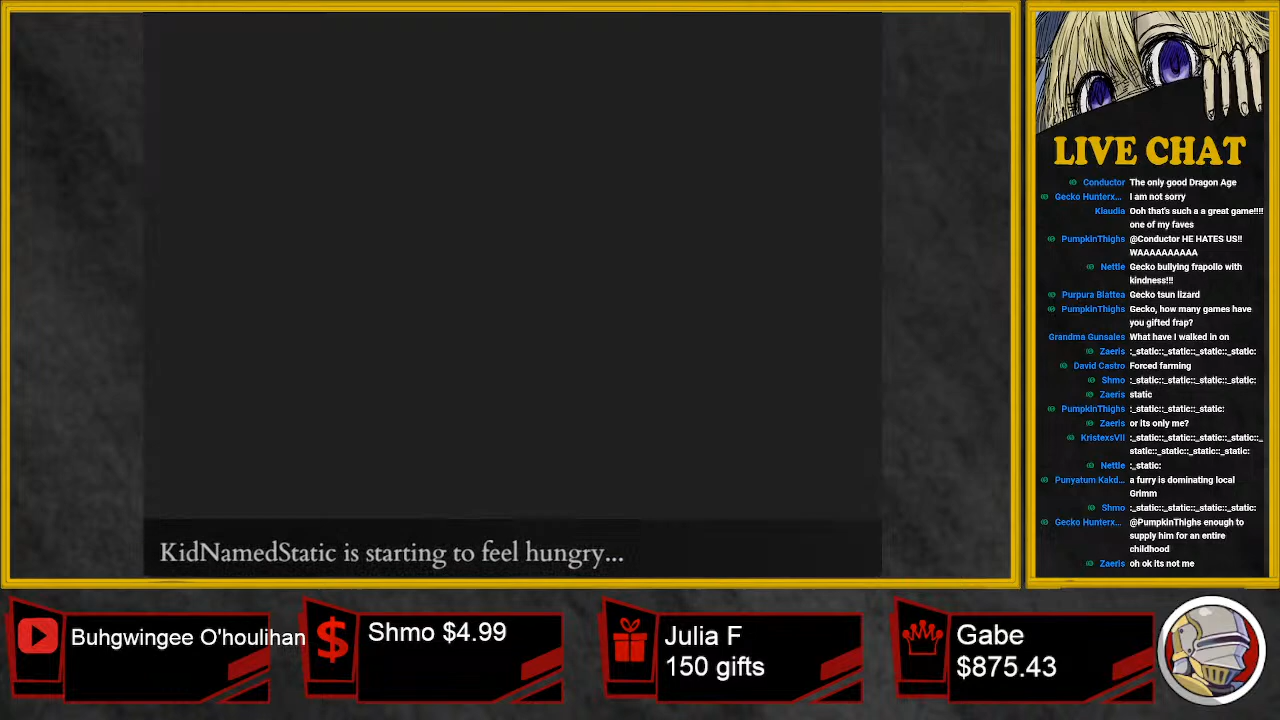 LIVE CHAT
Conductor The only good Dragon Age
Gecko Hunterx... I am not sorry
Klaudia Ooh that's such a a great game!!!!
one of my faves
PumpkinThighs @Conductor HE HATES US!!
WAAAAAAAAAA
Nettle Gecko bullying frapollo with
kindness!!!
Purpura Blattea Gecko tsun lizard
PumpkinThighs Gecko, how many games have
you gifted frap?
Grandma Gunsales What have I walked in on
Zaeris :_static::_static::_static::_static:
David Castro Forced farming
Shmo :_static::_static::_static::_static:
Zaeris static
PumpkinThighs :_static::_static::_static:
Zaeris or its only me?
KristexsVII :_static::_static::_static::_static::_
static::_static::_static::_static:
Nettle :_static:
Punyatum Kakd... a furry is dominating local
Grimm
Shmo :_static::_static::_static::_static:
Gecko Hunterx... @PumpkinThighs enough to
supply him for an entire
childhood
Zaeris oh ok its not me
KidNamedStatic is starting to feel hungry...
Buhgwingee O'houlihan
Shmo $4.99
Julia F
150 gifts
Gabe
$875.43